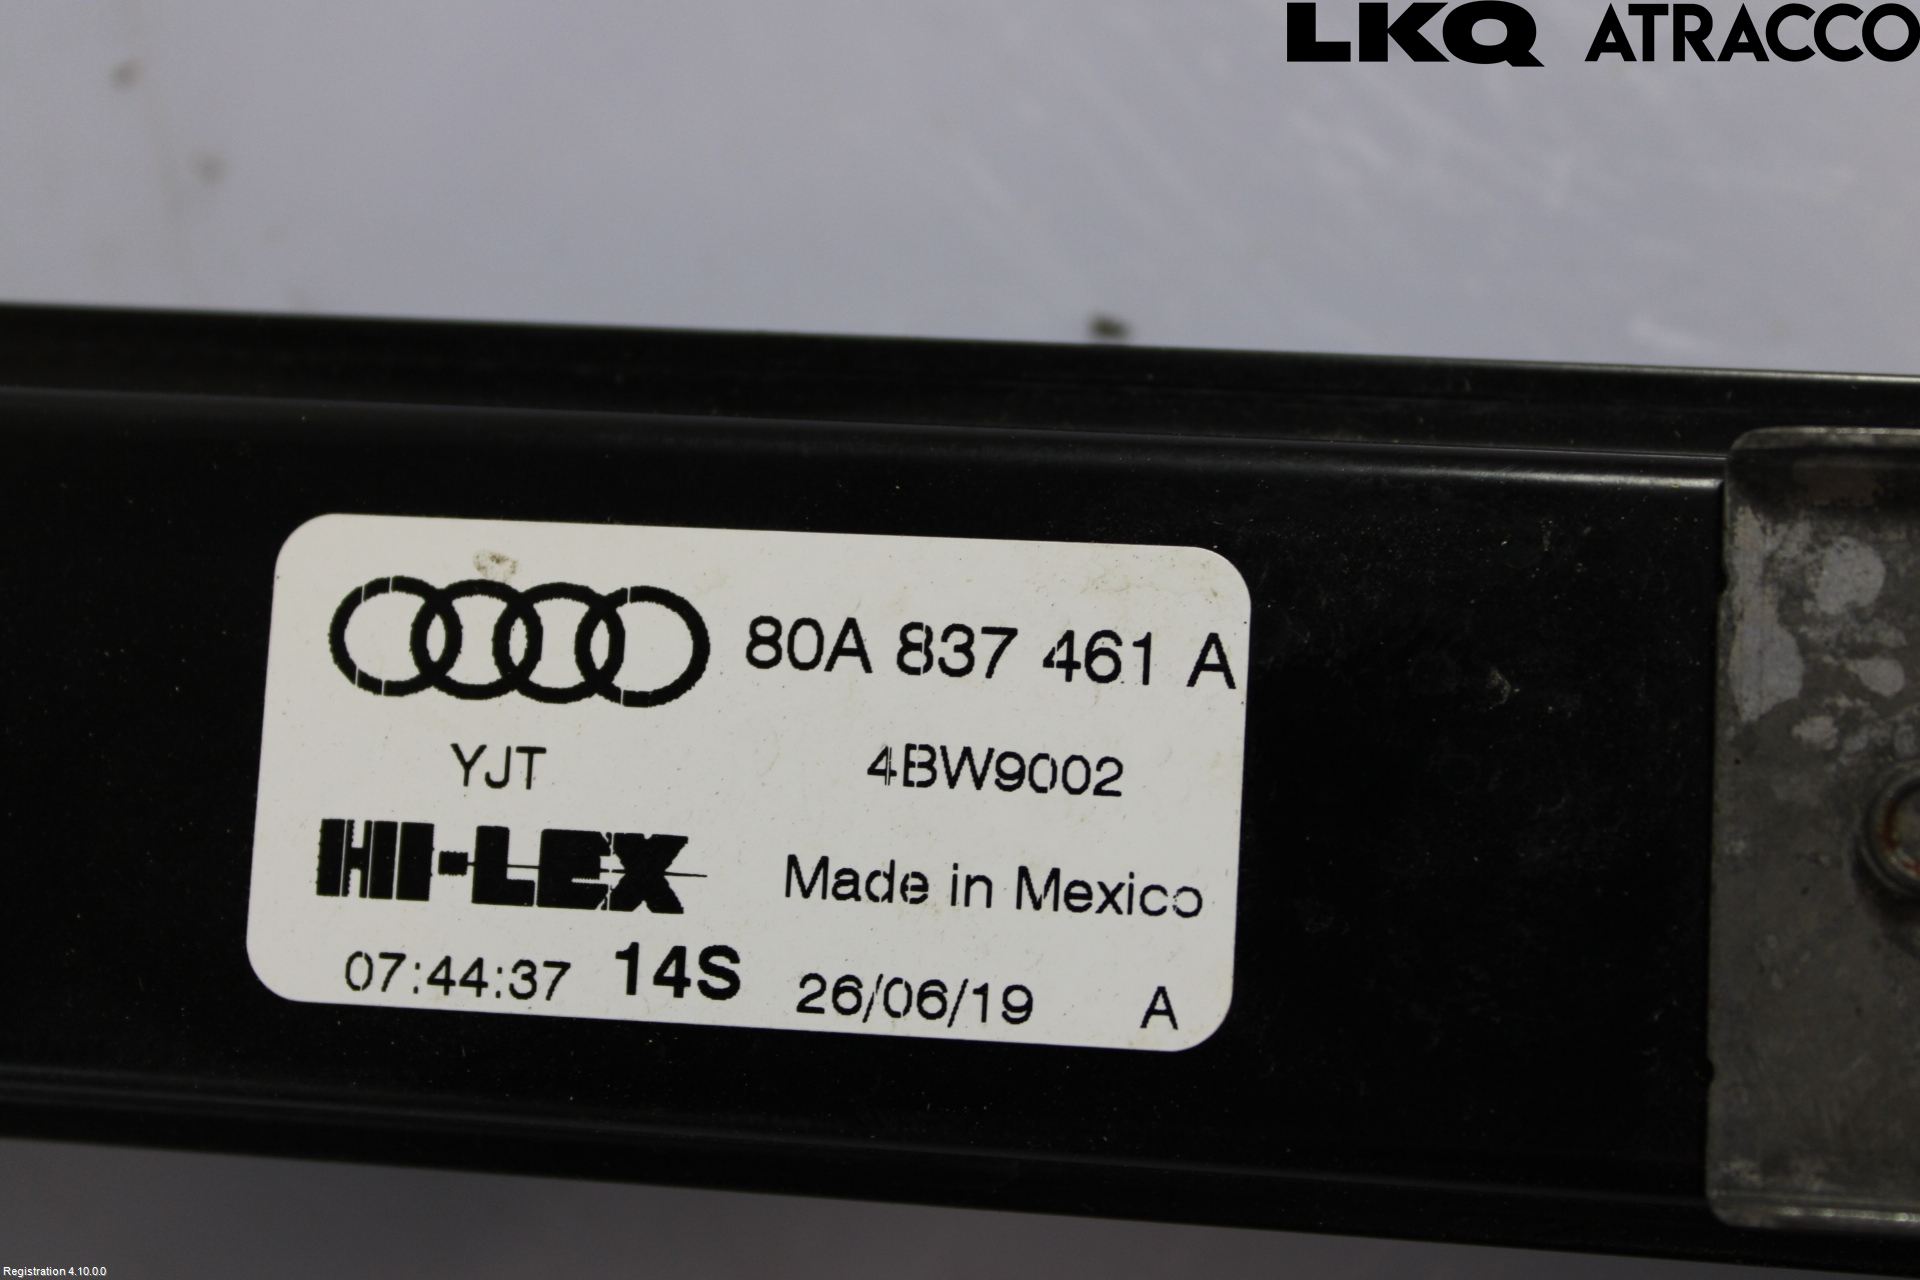 LKQ ATRACCO
80A 837 461 A
YJT 4BW9002
HI-LEX Made in Mexico
07:44:37 14S 26/06/19 A
Registration 4.10.0.0